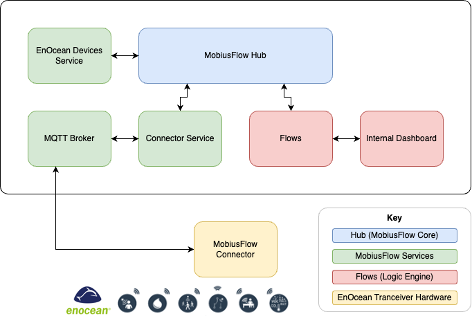 EnOcean Devices
Service
MobiusFlow Hub
MQTT Broker
Connector Service
Flows
Internal Dashboard
MobiusFlow
Connector
Key
Hub (MobiusFlow Core)
MobiusFlow Services
Flows (Logic Engine)
EnOcean Tranceiver Hardware
enocean®